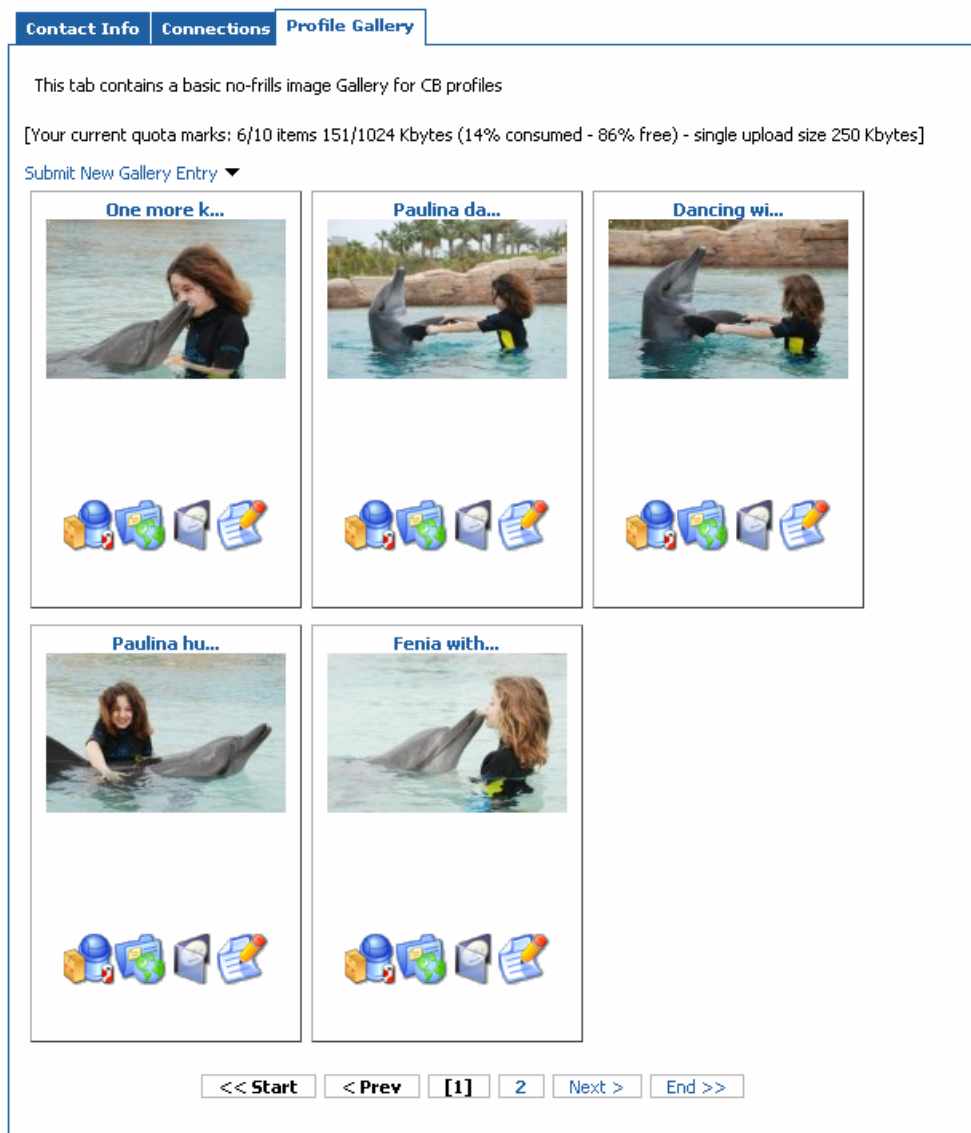 Contact Info Connections Profile Gallery
This tab contains a basic no-frills image Gallery for CB profiles
[Your current quota marks: 6/10 items 151/1024 Kbytes (14% consumed - 86% free) - single upload size 250 Kbytes]
Submit New Gallery Entry
One more k... Paulina da... Dancing wi...
Paulina hu... Fenia with...
<< Start < Prev [1] 2 Next > End >>